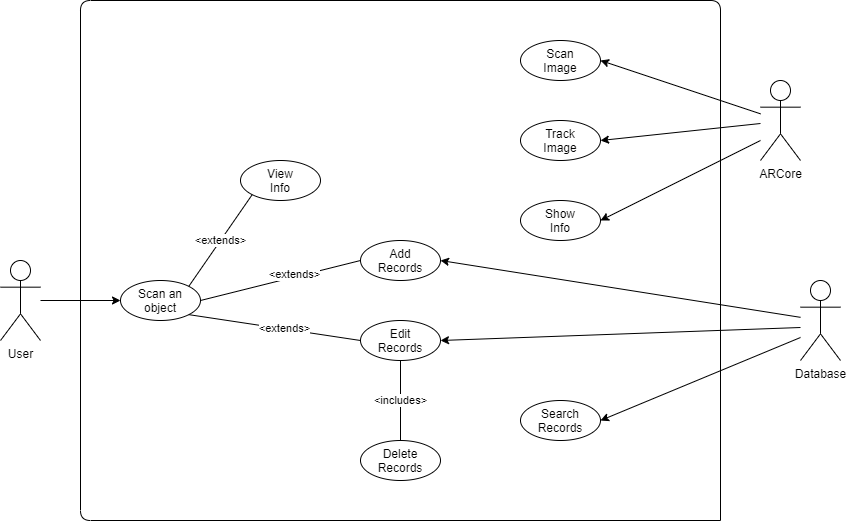 Scan
Image
Track
Image
ARCore
View
Info
Show
Info
<extends>
Add
Records
<extends>
Scan an
object
<extends>
Edit
Records
User
Database
<includes>
Search
Records
Delete
Records